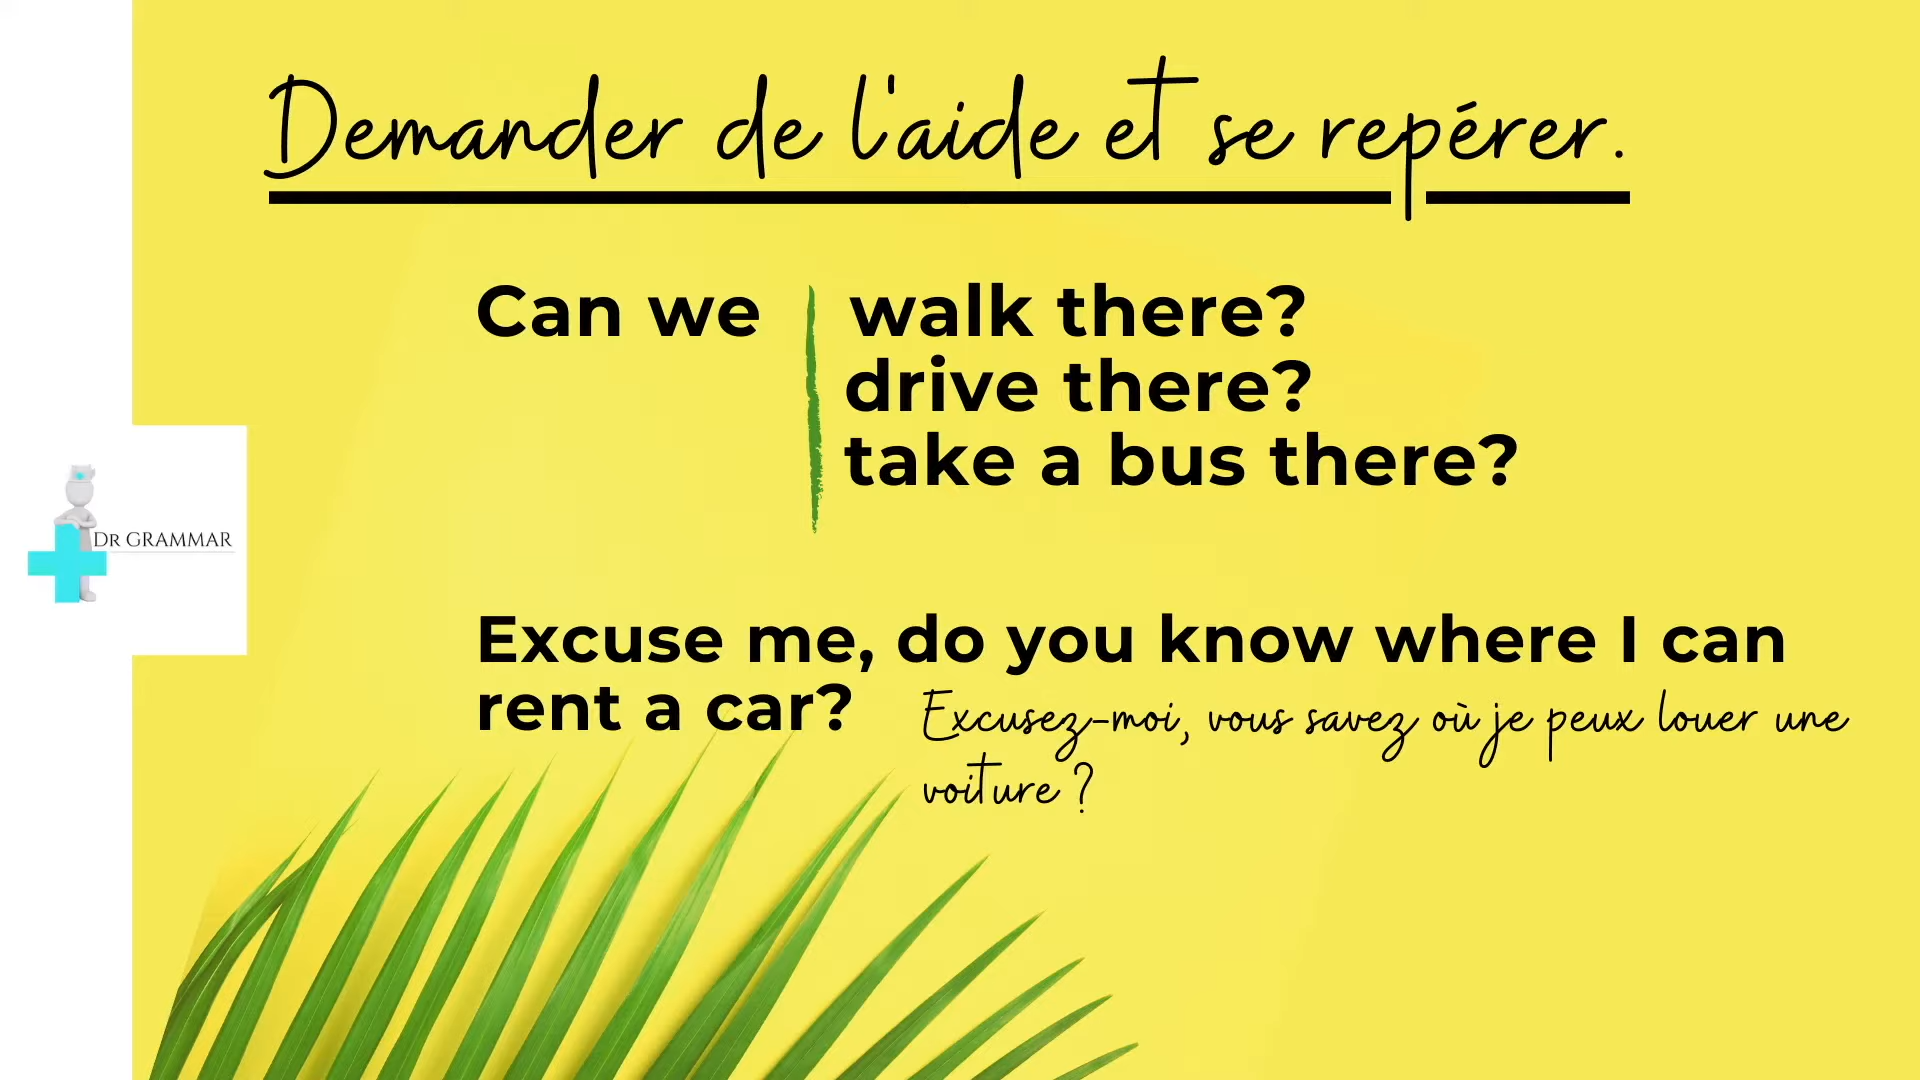 Demander de l'aide et se repérer.
Can we
walk there?
drive there?
take a bus there?
DR GRAMMAR
Excuse me, do you know where I can
rent a car?
Excusez-moi, vous savez où je peux louer une
voiture ?